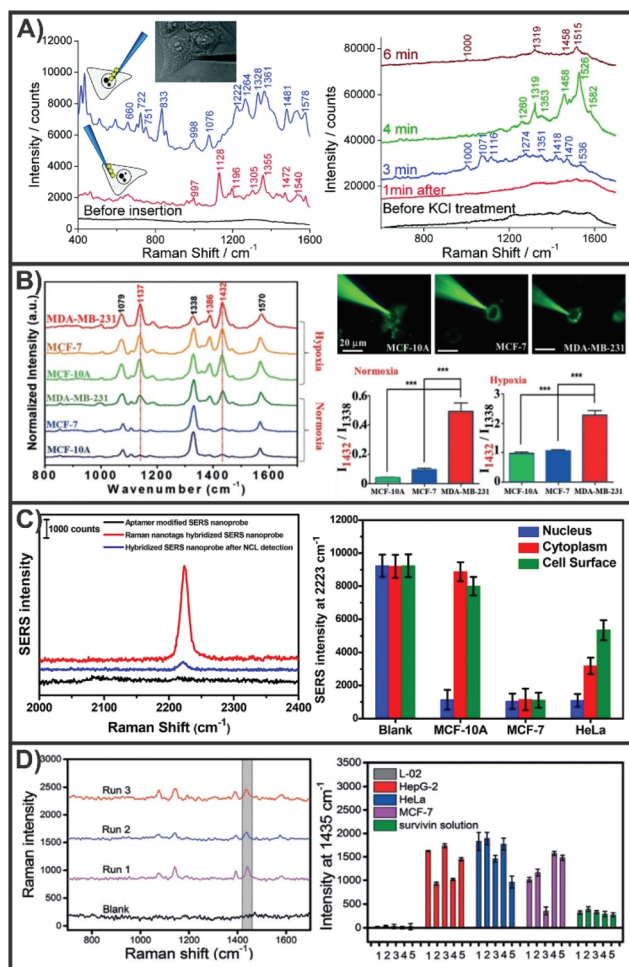 A)
Intensity / counts
12000
10000
8000
6000
4000
2000
0
660
722
751
833
998
1076
1222
1264
1328
1361
1481
1578
997
1128
1196
1305
1355
1472
1540
Before insertion
400
800
1200
1600
Raman Shift / cm⁻¹
Intensity / counts
80000
60000
40000
20000
0
6 min
1000
1319
1458
1515
4 min
1260
1319
1353
1458
1526
1582
3 min
1000
1071
1116
1274
1351
1418
1470
1536
1min after
Before KCl treatment
800
1200
1600
Raman Shift / cm⁻¹
B)
Normalized Intensity (a.u.)
1079
1137
1338
1386
1432
1570
MDA-MB-231
MCF-7
MCF-10A
MDA-MB-231
MCF-7
MCF-10A
Hypoxia
Normoxia
800
1000
1200
1400
1600
Wavenumber (cm⁻¹)
20 μm
MCF-10A
MCF-7
MDA-MB-231
Normoxia
I1432 / I1338
0.6
0.4
0.2
0
***
***
MCF-10A
MCF-7
MDA-MB-231
Hypoxia
I1432 / I1338
3
2
1
0
***
***
MCF-10A
MCF-7
MDA-MB-231
C)
1000 counts
Aptamer modified SERS nanoprobe
Raman nanotags hybridized SERS nanoprobe
Hybridized SERS nanoprobe after NCL detection
SERS intensity
2000
2100
2200
2300
2400
Raman Shift (cm⁻¹)
SERS intensity at 2223 cm⁻¹
12000
10000
8000
6000
4000
2000
0
Nucleus
Cytoplasm
Cell Surface
Blank
MCF-10A
MCF-7
HeLa
D)
Raman intensity
3000
2500
2000
1500
1000
500
0
Run 3
Run 2
Run 1
Blank
800
1000
1200
1400
1600
Raman shift (cm⁻¹)
Intensity at 1435 cm⁻¹
3500
3000
2500
2000
1500
1000
500
0
L-02
HepG-2
HeLa
MCF-7
survivin solution
1 2 3 4 5
1 2 3 4 5
1 2 3 4 5
1 2 3 4 5
1 2 3 4 5